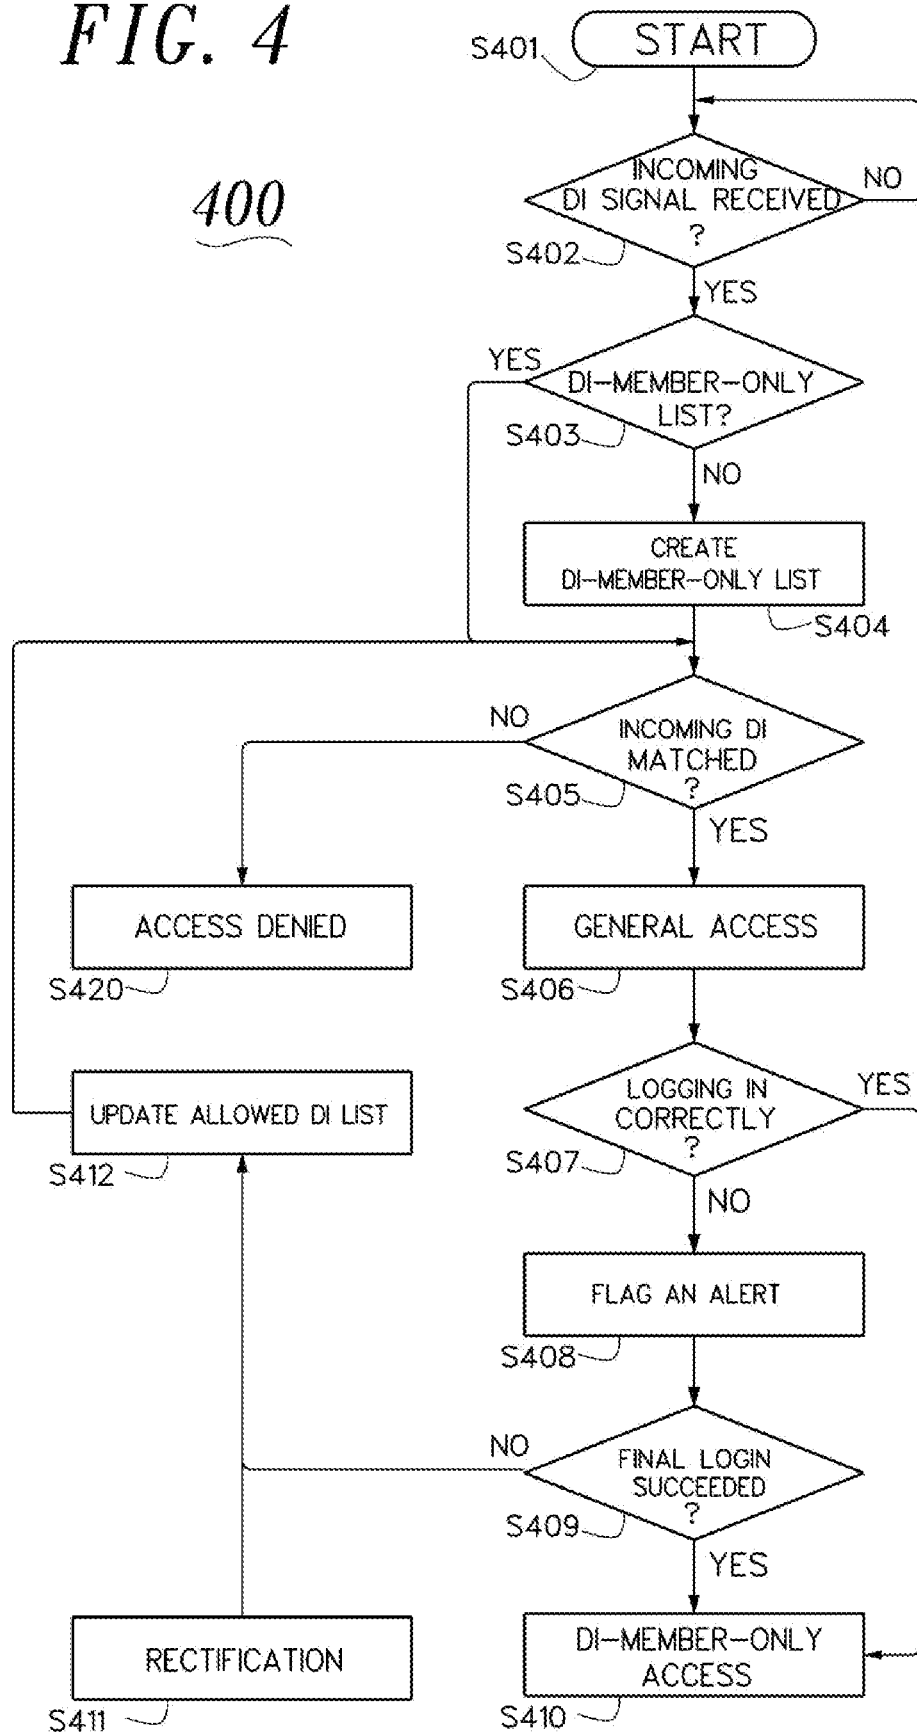 FIG. 4
400
START
S401
INCOMING
DI SIGNAL RECEIVED
?
S402
NO
YES
DI-MEMBER-ONLY
LIST?
S403
YES
NO
CREATE
DI-MEMBER-ONLY LIST
S404
INCOMING DI
MATCHED
?
S405
NO
YES
ACCESS DENIED
S420
GENERAL ACCESS
S406
LOGGING IN
CORRECTLY
?
S407
YES
NO
UPDATE ALLOWED DI LIST
S412
FLAG AN ALERT
S408
FINAL LOGIN
SUCCEEDED
?
S409
NO
YES
RECTIFICATION
S411
DI-MEMBER-ONLY
ACCESS
S410